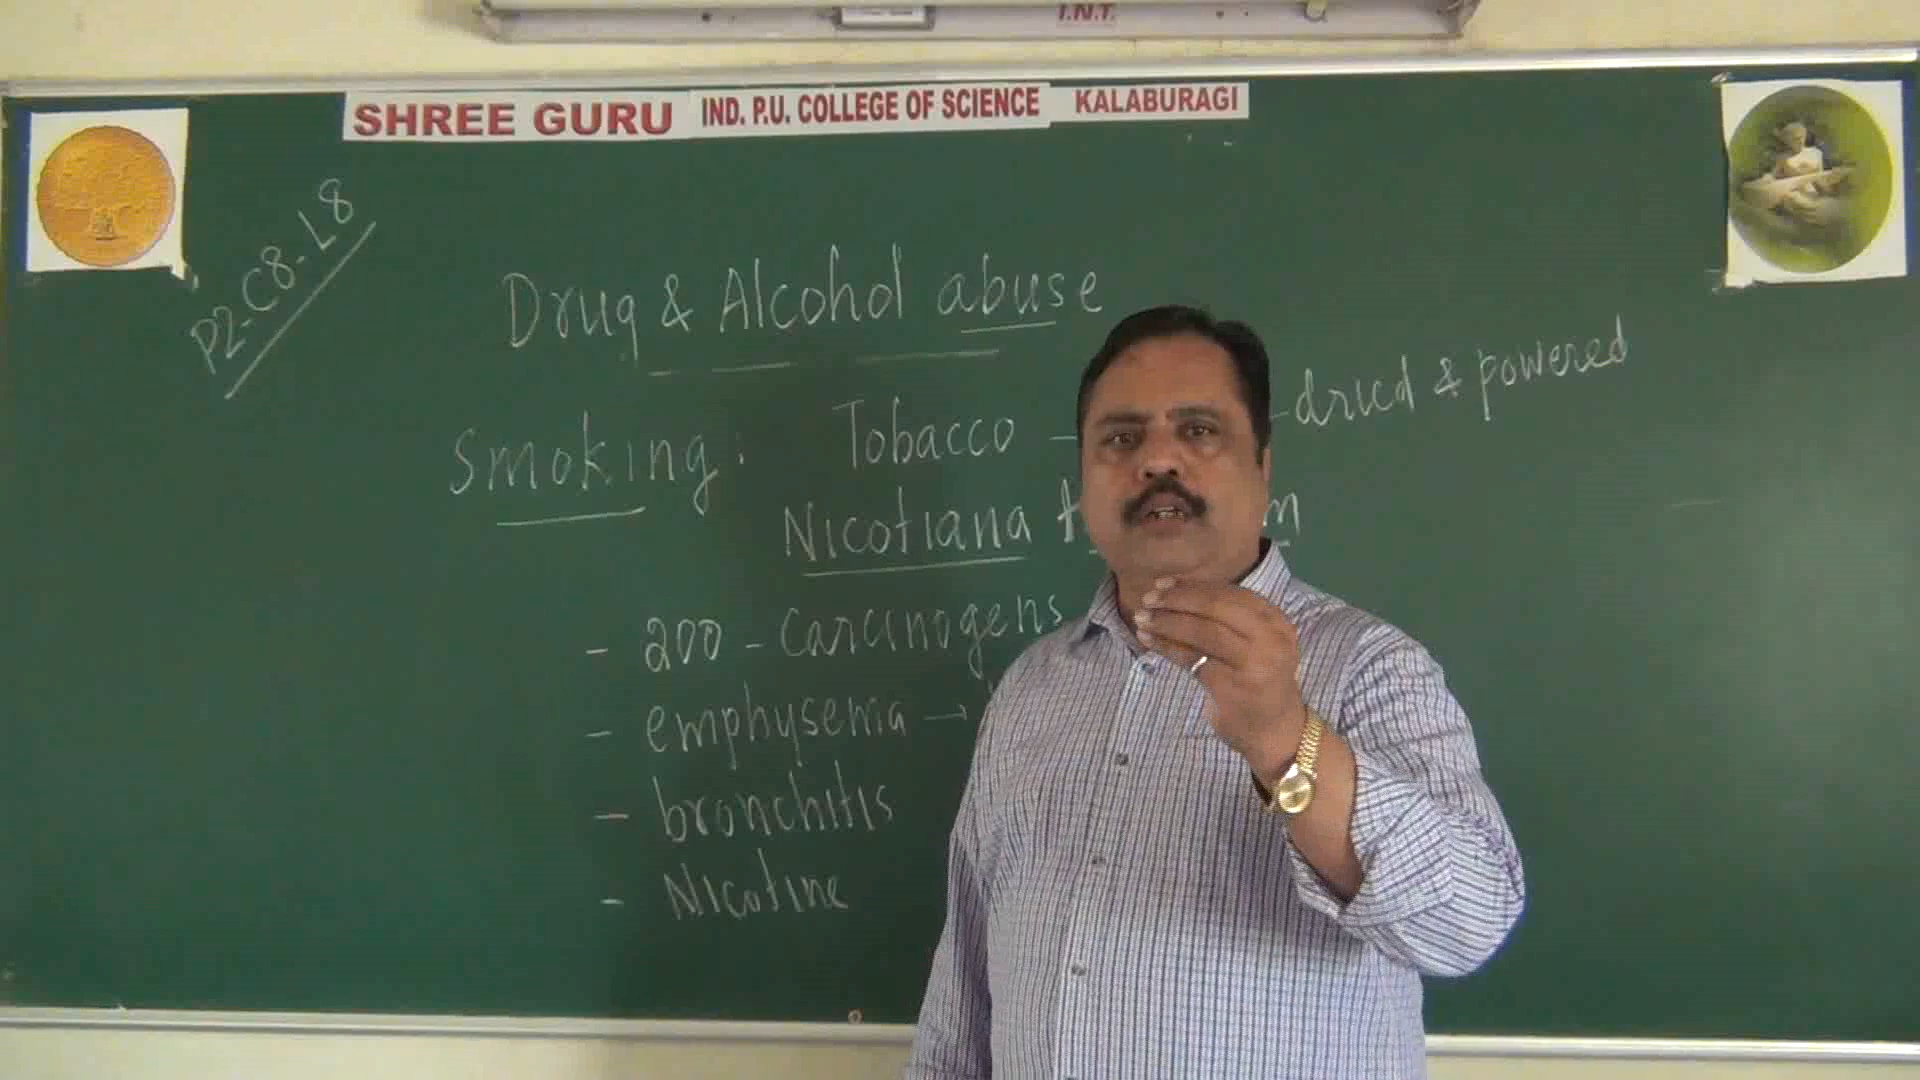 I.N.T.
SHREE GURU IND. P.U. COLLEGE OF SCIENCE KALABURAGI
P2-C8-L8
Drug & Alcohol abuse
Smoking: Tobacco - - dried & powered
Nicotiana
- 200 - Carcinogens
- emphysema →
- bronchitis
- Nicotine